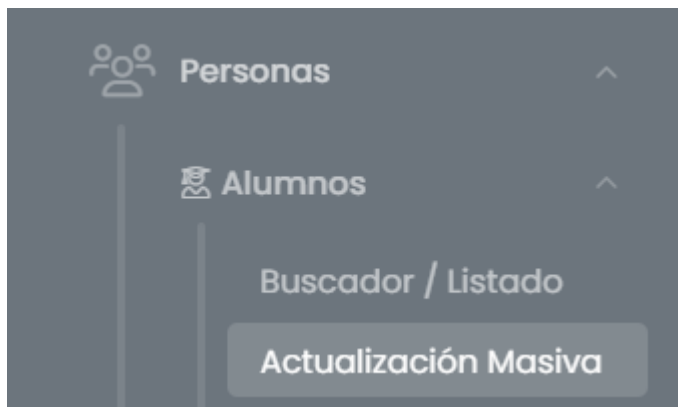 Personas
Alumnos
Buscador / Listado
Actualización Masiva